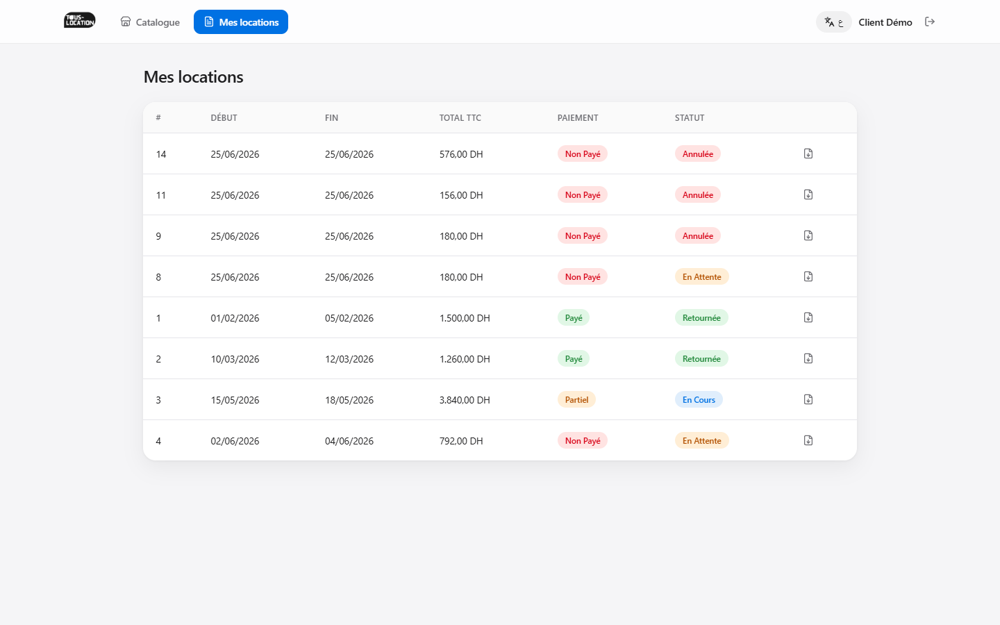 TOUS-
LOCATION
Catalogue
Mes locations
ع
Client Démo
Mes locations
# DÉBUT FIN TOTAL TTC PAIEMENT STATUT
14 25/06/2026 25/06/2026 576,00 DH Non Payé Annulée
11 25/06/2026 25/06/2026 156,00 DH Non Payé Annulée
9 25/06/2026 25/06/2026 180,00 DH Non Payé Annulée
8 25/06/2026 25/06/2026 180,00 DH Non Payé En Attente
1 01/02/2026 05/02/2026 1.500,00 DH Payé Retournée
2 10/03/2026 12/03/2026 1.260,00 DH Payé Retournée
3 15/05/2026 18/05/2026 3.840,00 DH Partiel En Cours
4 02/06/2026 04/06/2026 792,00 DH Non Payé En Attente